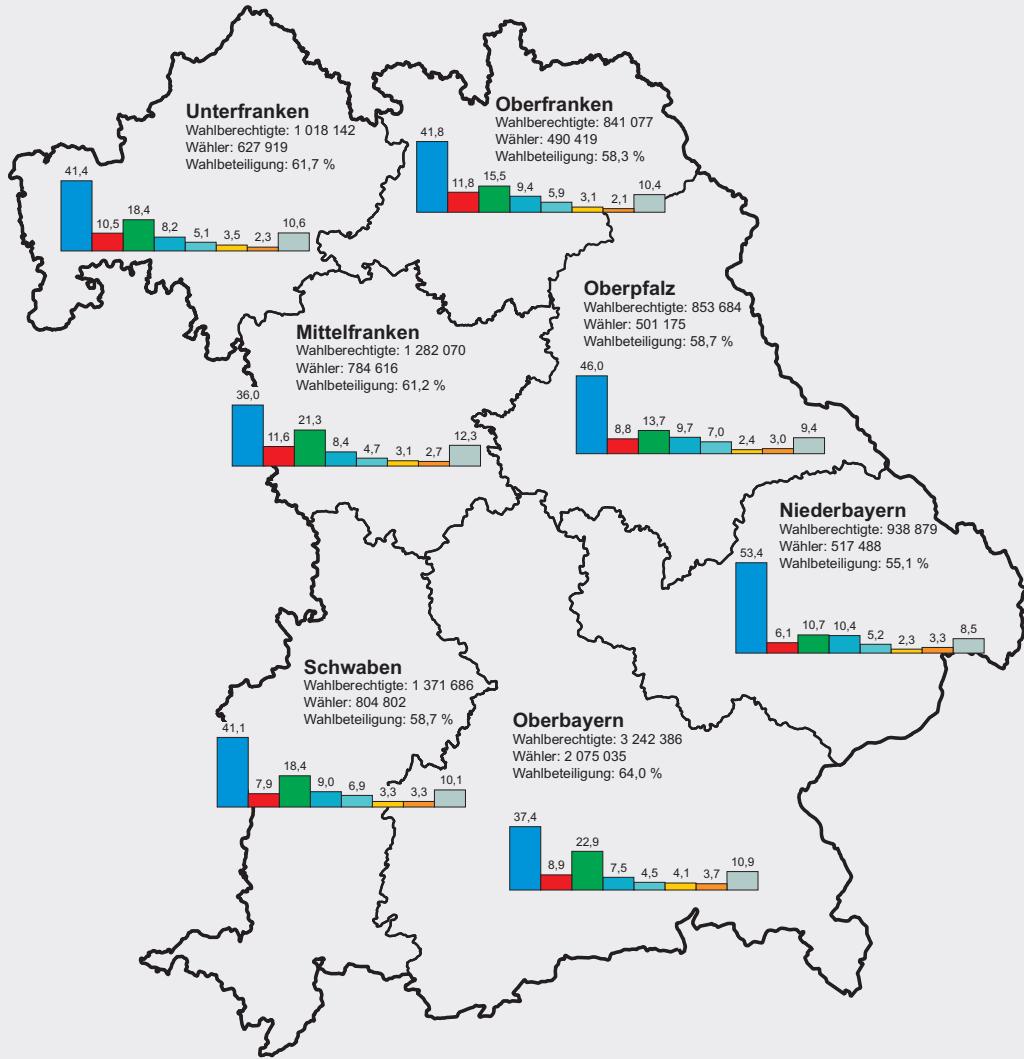 Unterfranken
Wahlberechtigte: 1 018 142
Wähler: 627 919
Wahlbeteiligung: 61,7 %
41,4
10,5
18,4
8,2
5,1
3,5
2,3
10,6
Oberfranken
Wahlberechtigte: 841 077
Wähler: 490 419
Wahlbeteiligung: 58,3 %
41,8
11,8
15,5
9,4
5,9
3,1
2,1
10,4
Mittelfranken
Wahlberechtigte: 1 282 070
Wähler: 784 616
Wahlbeteiligung: 61,2 %
36,0
11,6
21,3
8,4
4,7
3,1
2,7
12,3
Oberpfalz
Wahlberechtigte: 853 684
Wähler: 501 175
Wahlbeteiligung: 58,7 %
46,0
8,8
13,7
9,7
7,0
2,4
3,0
9,4
Niederbayern
Wahlberechtigte: 938 879
Wähler: 517 488
Wahlbeteiligung: 55,1 %
53,4
6,1
10,7
10,4
5,2
2,3
3,3
8,5
Schwaben
Wahlberechtigte: 1 371 686
Wähler: 804 802
Wahlbeteiligung: 58,7 %
41,1
7,9
18,4
9,0
6,9
3,3
3,3
10,1
Oberbayern
Wahlberechtigte: 3 242 386
Wähler: 2 075 035
Wahlbeteiligung: 64,0 %
37,4
8,9
22,9
7,5
4,5
4,1
3,7
10,9